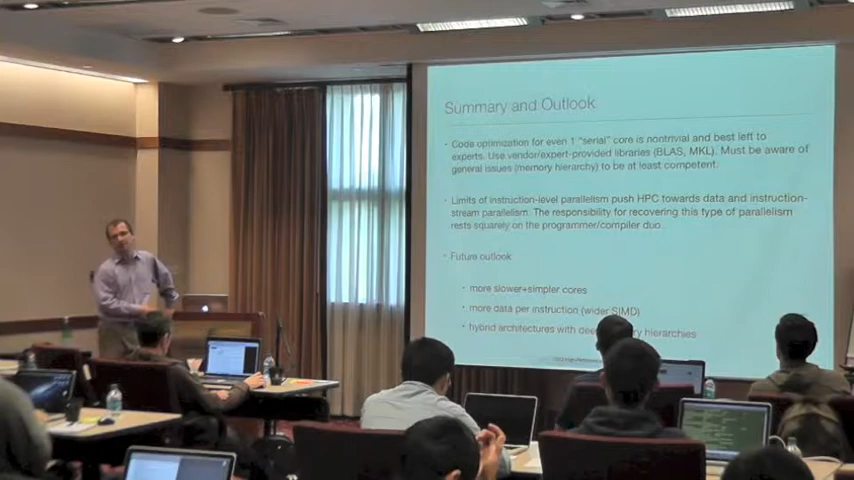 Summary and Outlook
• Code optimization for even 1 "serial" core is nontrivial and best left to
experts. Use vendor/expert-provided libraries (BLAS, MKL). Must be aware of
general issues (memory hierarchy) to be at least competent.
• Limits of instruction-level parallelism push HPC towards data and instruction-
stream parallelism. The responsibility for recovering this type of parallelism
rests squarely on the programmer/compiler duo.
• Future outlook
• more slower+simpler cores
• more data per instruction (wider SIMD)
• hybrid architectures with hierarchies